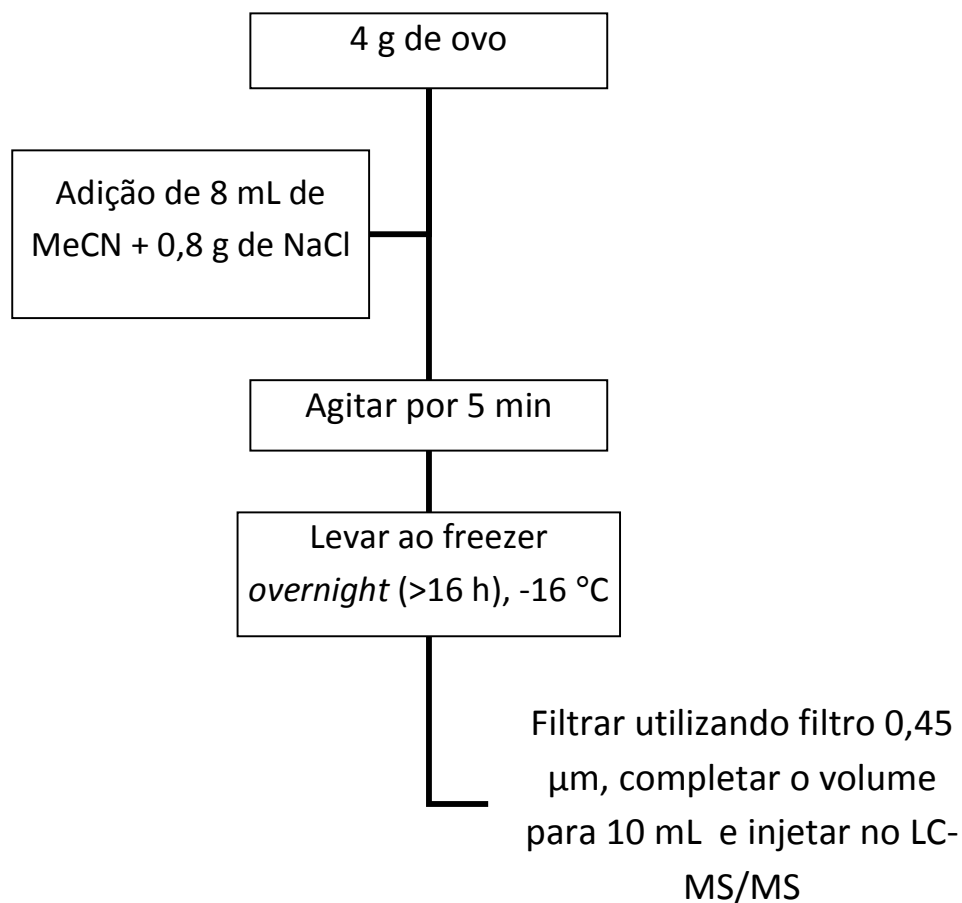 4 g de ovo
Adição de 8 mL de
MeCN + 0,8 g de NaCl
Agitar por 5 min
Levar ao freezer
overnight (>16 h), -16 °C
Filtrar utilizando filtro 0,45
µm, completar o volume
para 10 mL  e injetar no LC-
MS/MS